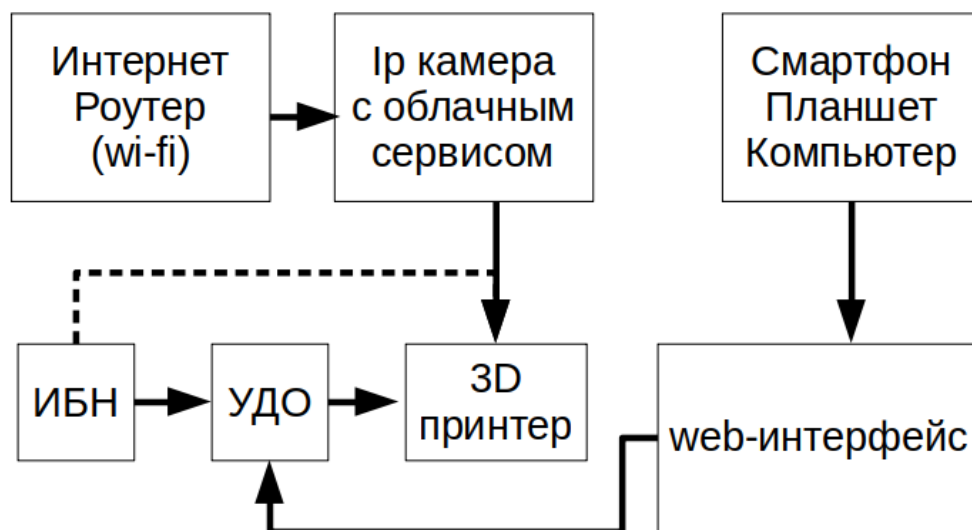 Интернет
Роутер
(wi-fi)
Ip камера
с облачным
сервисом
Смартфон
Планшет
Компьютер
ИБН
УДО
3D
принтер
web-интерфейс